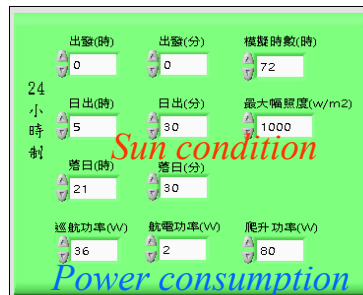 24小時制
出發(時) 出發(分) 模擬時數(時)
0 0 72
日出(時) 日出(分) 最大幅照度(w/m2)
5 30 1000
Sun condition
落日(時) 落日(分)
21 30
巡航功率(W) 航電功率(W) 爬升功率(W)
36 2 80
Power consumption